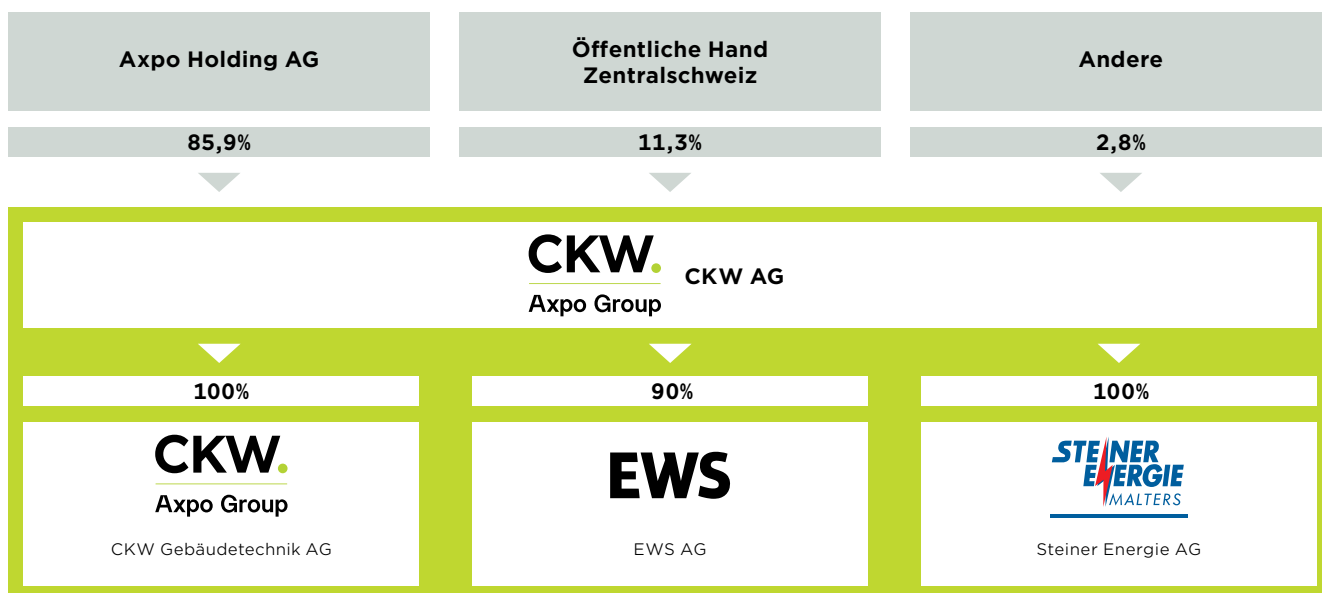 Axpo Holding AG
Öffentliche Hand
Zentralschweiz
Andere
85,9%
11,3%
2,8%
CKW.
Axpo Group
CKW AG
100%
90%
100%
CKW.
Axpo Group
CKW Gebäudetechnik AG
EWS
EWS AG
STEINER
ENERGIE
MALTERS
Steiner Energie AG